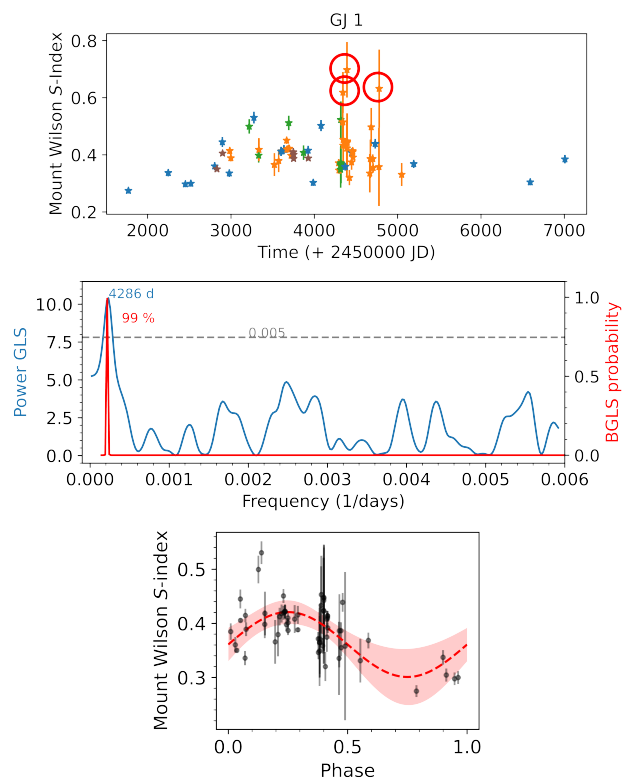 GJ 1
Mount Wilson S-Index
0.8
0.6
0.4
0.2
2000 3000 4000 5000 6000 7000
Time (+ 2450000 JD)
Power GLS
10.0
7.5
5.0
2.5
0.0
4286 d
99 %
0.005
1.0
0.5
0.0
BGLS probability
0.000 0.001 0.002 0.003 0.004 0.005 0.006
Frequency (1/days)
Mount Wilson S-index
0.5
0.4
0.3
0.0 0.5 1.0
Phase